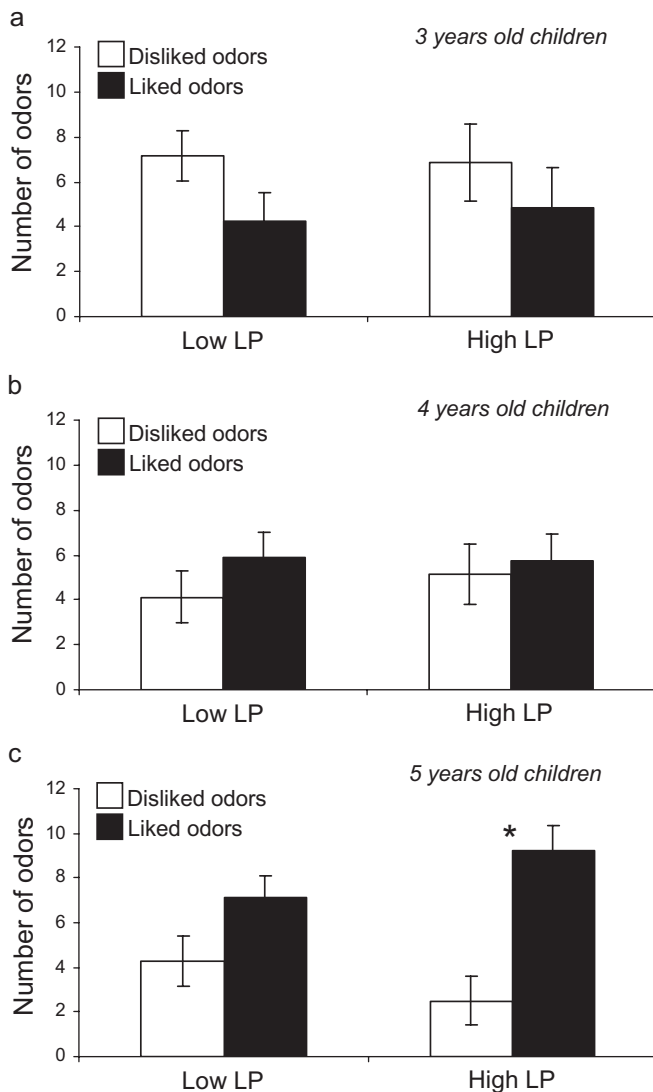 a
3 years old children
Disliked odors
Liked odors
Number of odors
12
10
8
6
4
2
0
Low LP
High LP
b
4 years old children
Disliked odors
Liked odors
Number of odors
12
10
8
6
4
2
0
Low LP
High LP
c
5 years old children
Disliked odors
Liked odors
Number of odors
12
10
8
6
4
2
0
*
Low LP
High LP